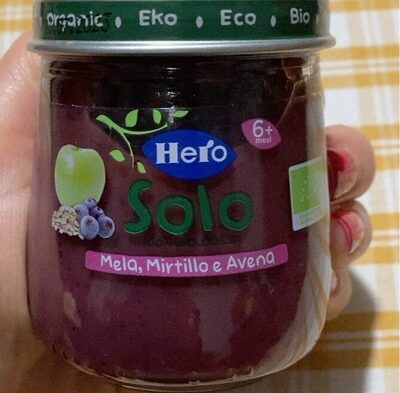 organic • Eko • Eco • Bio
Hero
6+
mesi
Solo
Mela, Mirtillo e Avena